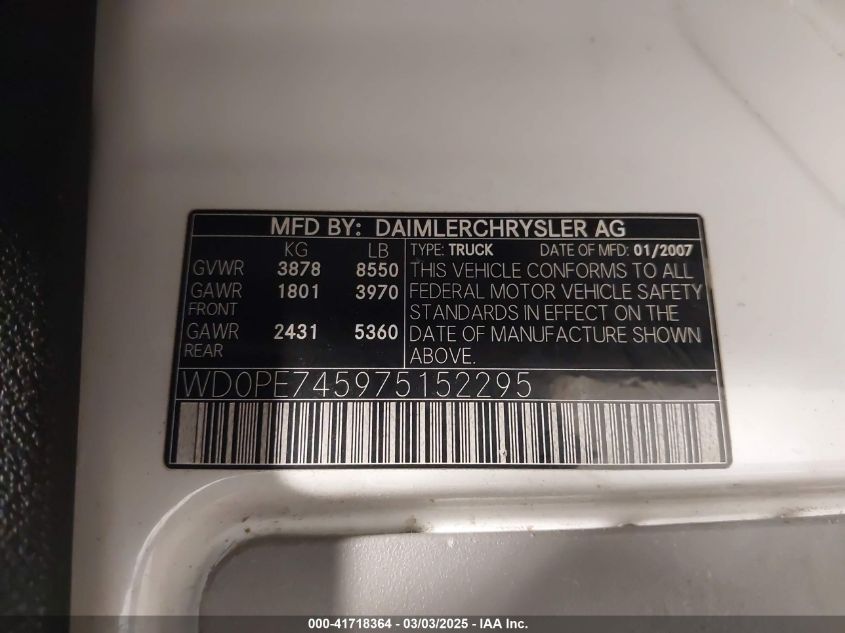 MFD BY: DAIMLERCHRYSLER AG
KG LB
GVWR 3878 8550
GAWR 1801 3970
FRONT
GAWR 2431 5360
REAR
TYPE: TRUCK DATE OF MFD: 01/2007
THIS VEHICLE CONFORMS TO ALL
FEDERAL MOTOR VEHICLE SAFETY
STANDARDS IN EFFECT ON THE
DATE OF MANUFACTURE SHOWN
ABOVE.
WD0PE745975152295
000-41718364 - 03/03/2025 - IAA Inc.